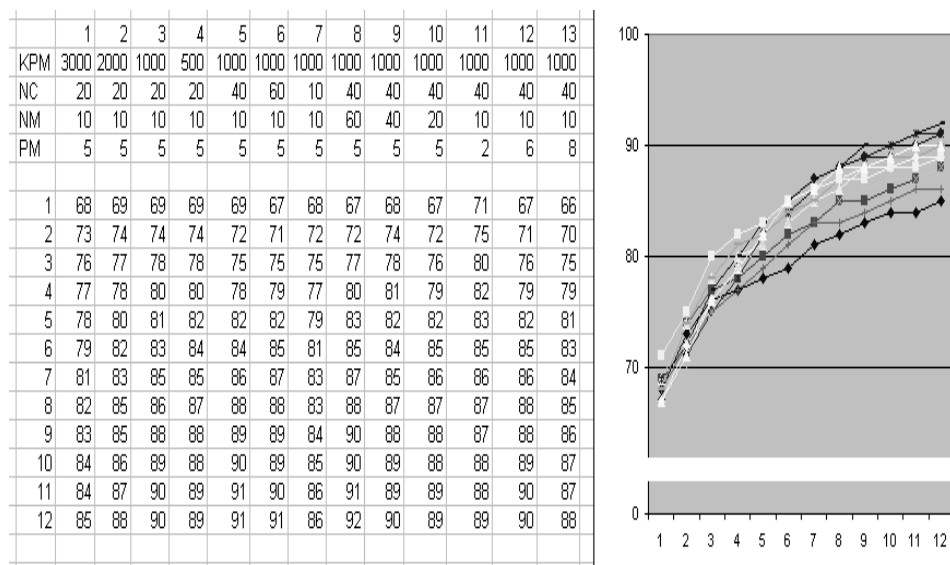 1 2 3 4 5 6 7 8 9 10 11 12 13
KPM 3000 2000 1000 500 1000 1000 1000 1000 1000 1000 1000 1000 1000
NC 20 20 20 20 40 60 10 40 40 40 40 40 40
NM 10 10 10 10 10 10 10 60 40 20 10 10 10
PM 5 5 5 5 5 5 5 5 5 5 2 6 8
1 68 69 69 69 69 67 68 67 68 67 71 67 66
2 73 74 74 74 72 71 72 72 74 72 75 71 70
3 76 77 78 78 75 75 75 77 78 76 80 76 75
4 77 78 80 80 78 79 77 80 81 79 82 79 79
5 78 80 81 82 82 82 79 83 82 82 83 82 81
6 79 82 83 84 84 85 81 85 84 85 85 85 83
7 81 83 85 85 86 87 83 87 85 86 86 86 84
8 82 85 86 87 88 88 83 88 87 87 87 88 85
9 83 85 88 88 89 89 84 90 88 88 87 88 86
10 84 86 89 88 90 89 85 90 89 88 88 89 87
11 84 87 90 89 91 90 86 91 89 89 88 90 87
12 85 88 90 89 91 91 86 92 90 89 89 90 88
100
90
80
70
0
1 2 3 4 5 6 7 8 9 10 11 12